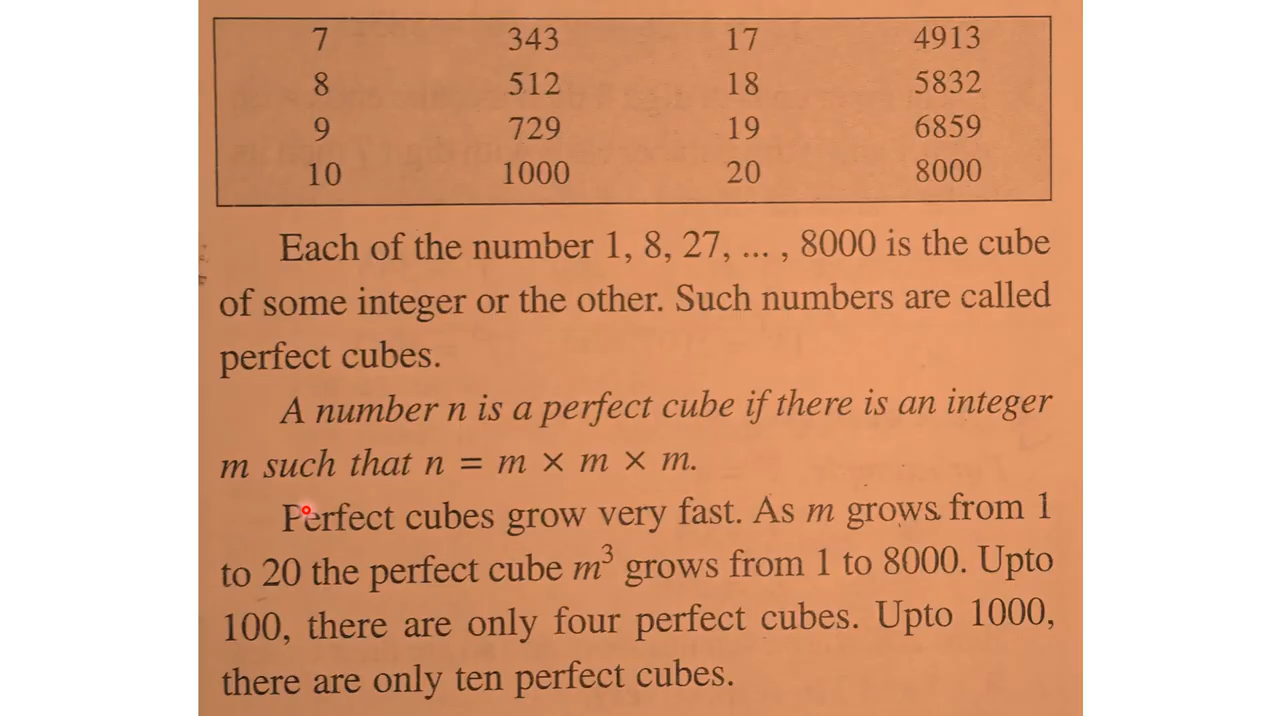 7 343 17 4913
8 512 18 5832
9 729 19 6859
10 1000 20 8000
Each of the number 1, 8, 27, ... , 8000 is the cube
of some integer or the other. Such numbers are called
perfect cubes.
A number n is a perfect cube if there is an integer
m such that n = m × m × m.
Perfect cubes grow very fast. As m grows from 1
to 20 the perfect cube m³ grows from 1 to 8000. Upto
100, there are only four perfect cubes. Upto 1000,
there are only ten perfect cubes.